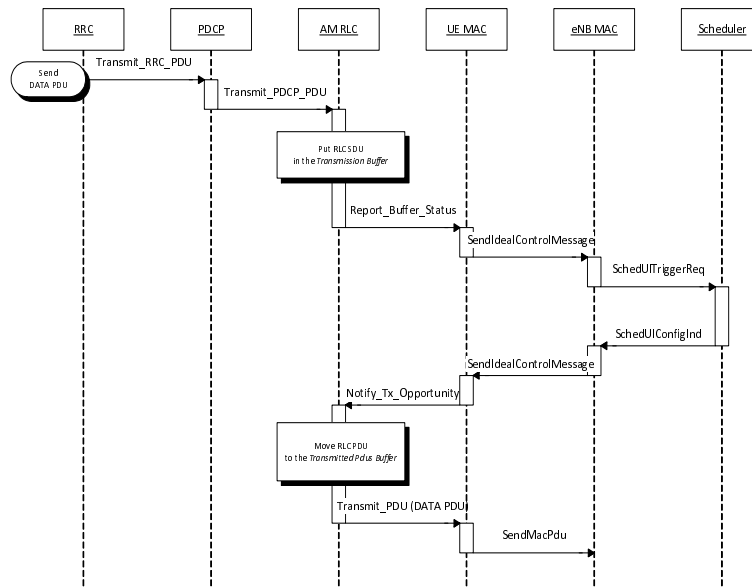 RRC
PDCP
AM RLC
UE MAC
eNB MAC
Scheduler
Send
DATA PDU
Transmit_RRC_PDU
Transmit_PDCP_PDU
Put RLC SDU
in the Transmission Buffer
Report_Buffer_Status
SendIdealControlMessage
SchedUlTriggerReq
SchedUlConfigInd
SendIdealControlMessage
Notify_Tx_Opportunity
Move RLC PDU
to the Transmitted Pdus Buffer
Transmit_PDU (DATA PDU)
SendMacPdu